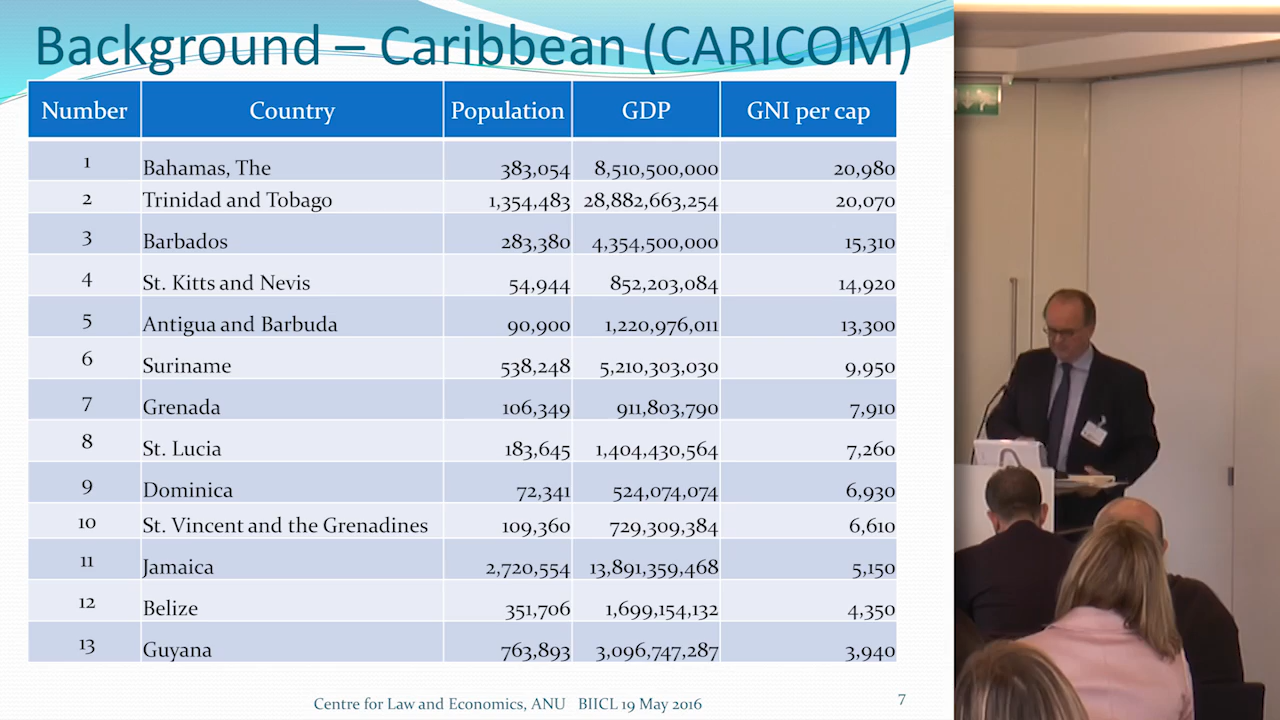 Background – Caribbean (CARICOM)
Number Country Population GDP GNI per cap
1 Bahamas, The 383,054 8,510,500,000 20,980
2 Trinidad and Tobago 1,354,483 28,882,663,254 20,070
3 Barbados 283,380 4,354,500,000 15,310
4 St. Kitts and Nevis 54,944 852,203,084 14,920
5 Antigua and Barbuda 90,900 1,220,976,011 13,300
6 Suriname 538,248 5,210,303,030 9,950
7 Grenada 106,349 911,803,790 7,910
8 St. Lucia 183,645 1,404,430,564 7,260
9 Dominica 72,341 524,074,074 6,930
10 St. Vincent and the Grenadines 109,360 729,309,384 6,610
11 Jamaica 2,720,554 13,891,359,468 5,150
12 Belize 351,706 1,699,154,132 4,350
13 Guyana 763,893 3,096,747,287 3,940
Centre for Law and Economics, ANU BIICL 19 May 2016 7